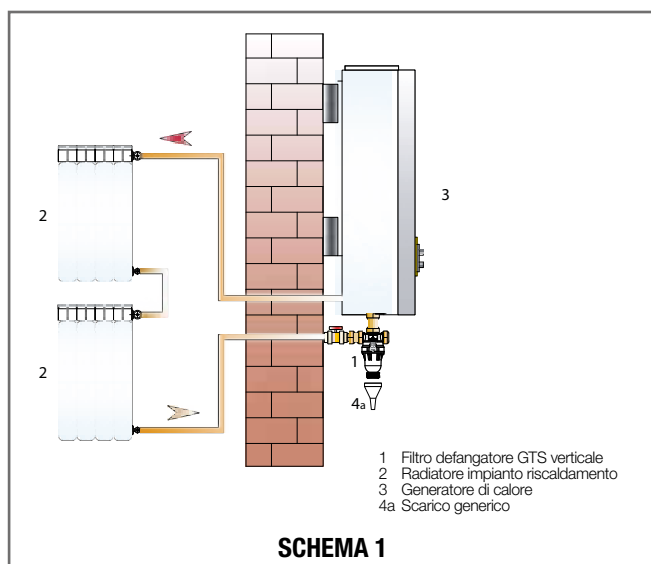 2
3
2
1
4a
1 Filtro defangatore GTS verticale
2 Radiatore impianto riscaldamento
3 Generatore di calore
4a Scarico generico
SCHEMA 1